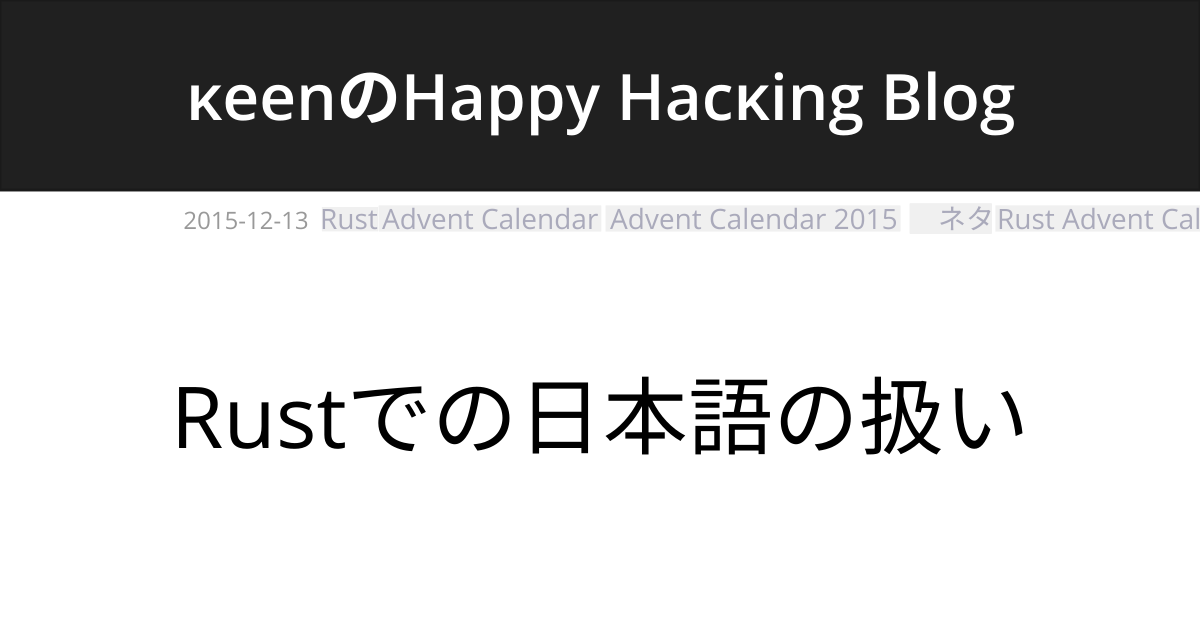 κeenのHappy Hacκing Blog
2015-12-13 Rust Advent Calendar Advent Calendar 2015 ネタ Rust Advent Cal
Rustでの日本語の扱い